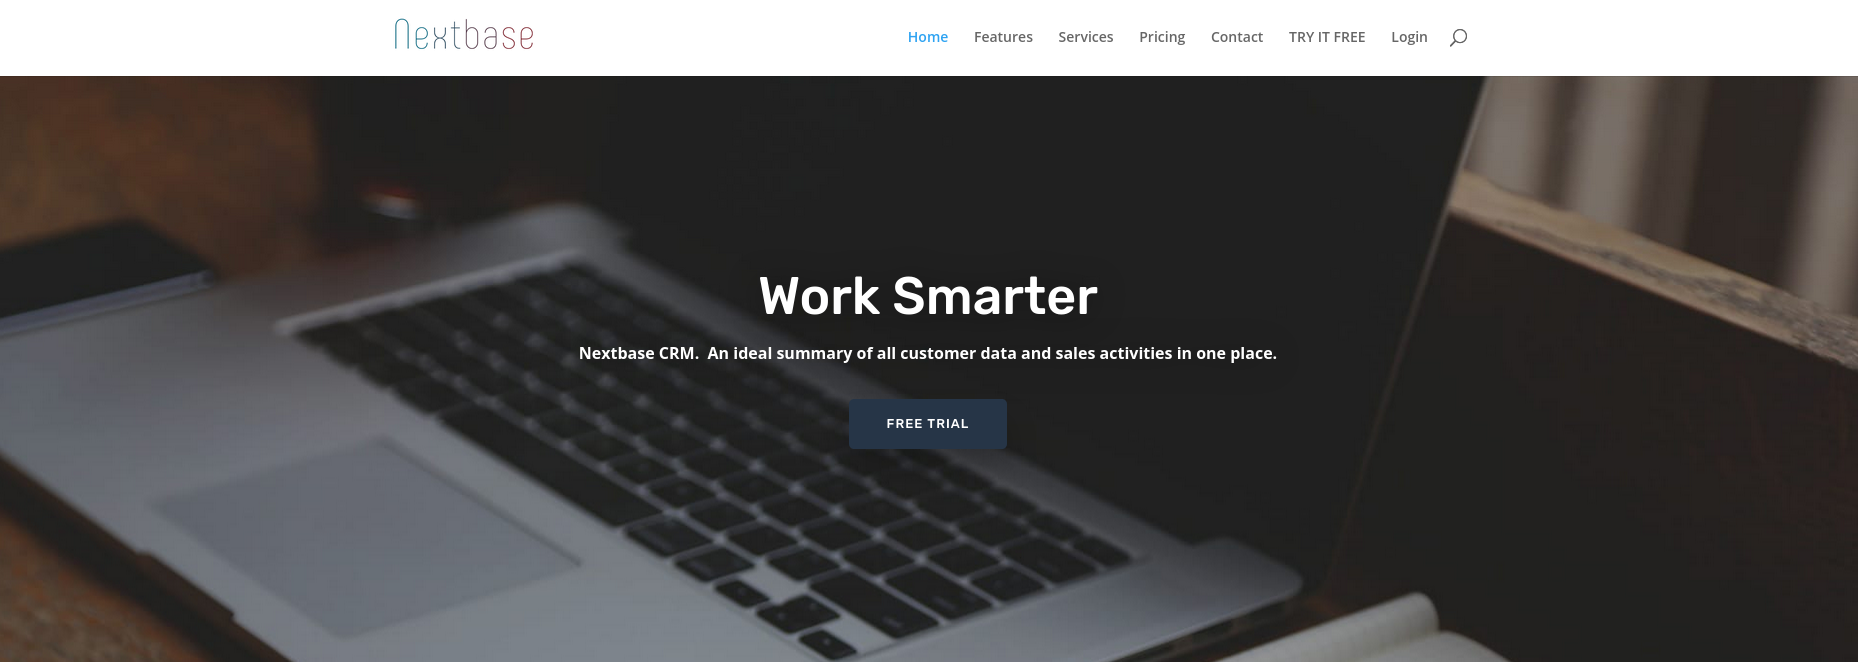 Nextbase
Home Features Services Pricing Contact TRY IT FREE Login
Work Smarter
Nextbase CRM.  An ideal summary of all customer data and sales activities in one place.
FREE TRIAL